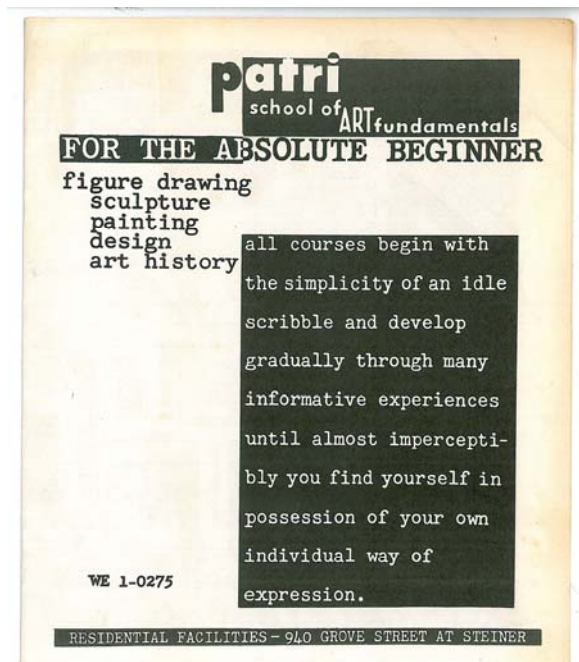 patri
school of ART fundamentals
FOR THE ABSOLUTE BEGINNER
figure drawing
sculpture
painting
design
art history
all courses begin with
the simplicity of an idle
scribble and develop
gradually through many
informative experiences
until almost impercepti-
bly you find yourself in
possession of your own
individual way of
expression.
WE 1-0275
RESIDENTIAL FACILITIES - 940 GROVE STREET AT STEINER